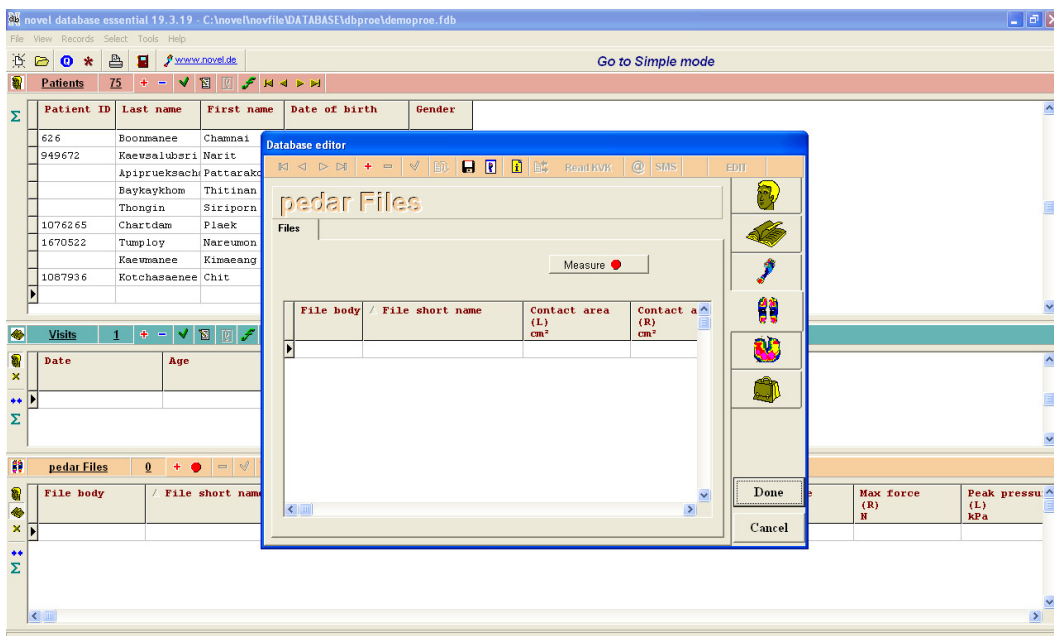 novel database essential 19.3.19 - C:\novel\novfile\DATABASE\dbproe\demoproe.fdb
File View Records Select Tools Help
www.novel.de Go to Simple mode
Patients 75
Patient ID Last name First name Date of birth Gender
626 Boonmanee Chamnai
949672 Kaewsalubsri Narit
Apiprueksach Pattarako
Baykaykhom Thitinan
Thongin Siriporn
1076265 Chartdam Plaek
1670522 Tumploy Nareumon
Kaewmanee Kimaeang
1087936 Kotchasaenee Chit
Visits 1
Date Age
pedar Files 0
File body / File short name
Max force
(R)
N
Peak pressu
(L)
kPa
Database editor
Read KVK @ SMS EDIT
pedar Files
Files
Measure
File body / File short name
Contact area
(L)
cm²
Contact a
(R)
cm²
Done
Cancel